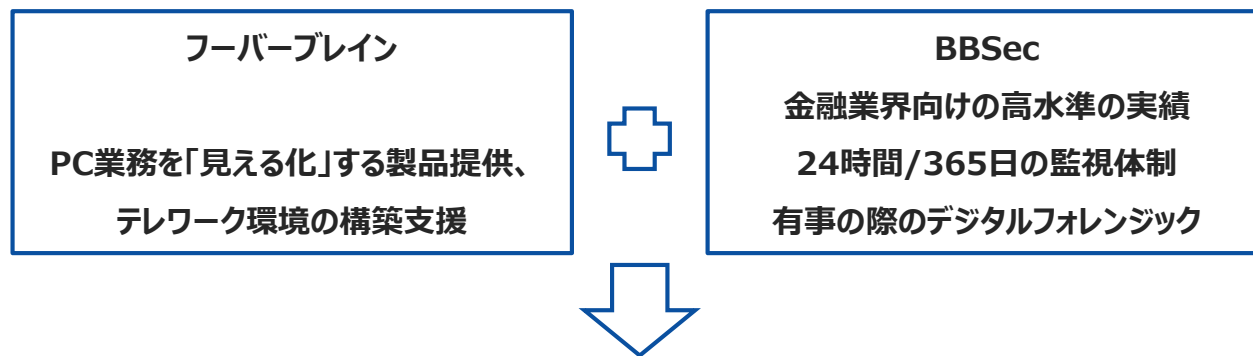 フーバーブレイン
PC業務を「見える化」する製品提供、
テレワーク環境の構築支援
BBSec
金融業界向けの高水準の実績
24時間/365日の監視体制
有事の際のデジタルフォレンジック